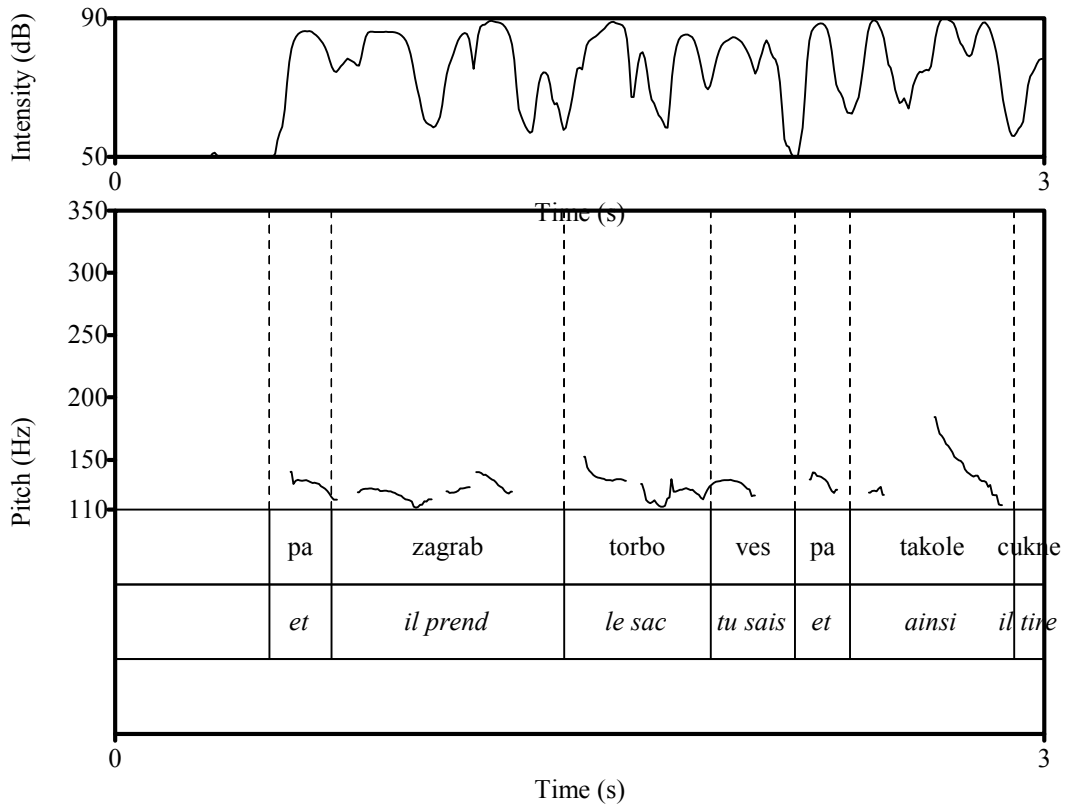 Intensity (dB)
90
50
0 3
Time (s)
Pitch (Hz)
350
300
250
200
150
110
pa zagrab torbo ves pa takole cukne
et il prend le sac tu sais et ainsi il tire
0 3
Time (s)